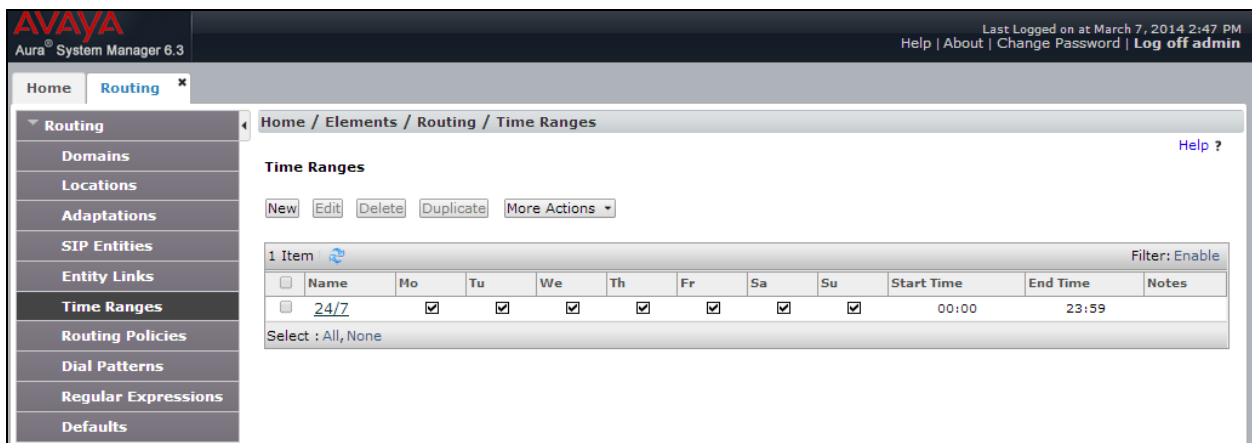 AVAYA
Aura® System Manager 6.3
Last Logged on at March 7, 2014 2:47 PM
Help | About | Change Password | Log off admin
Home
Routing ×
Routing
Domains
Locations
Adaptations
SIP Entities
Entity Links
Time Ranges
Routing Policies
Dial Patterns
Regular Expressions
Defaults
Home / Elements / Routing / Time Ranges
Help ?
Time Ranges
New Edit Delete Duplicate More Actions
1 Item Filter: Enable
Name Mo Tu We Th Fr Sa Su Start Time End Time Notes
24/7 00:00 23:59
Select : All, None